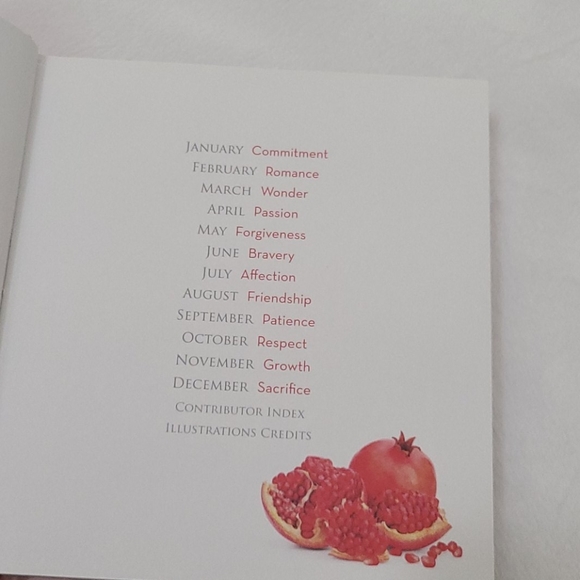 JANUARY Commitment
FEBRUARY Romance
MARCH Wonder
APRIL Passion
MAY Forgiveness
JUNE Bravery
JULY Affection
AUGUST Friendship
SEPTEMBER Patience
OCTOBER Respect
NOVEMBER Growth
DECEMBER Sacrifice
CONTRIBUTOR INDEX
ILLUSTRATIONS CREDITS